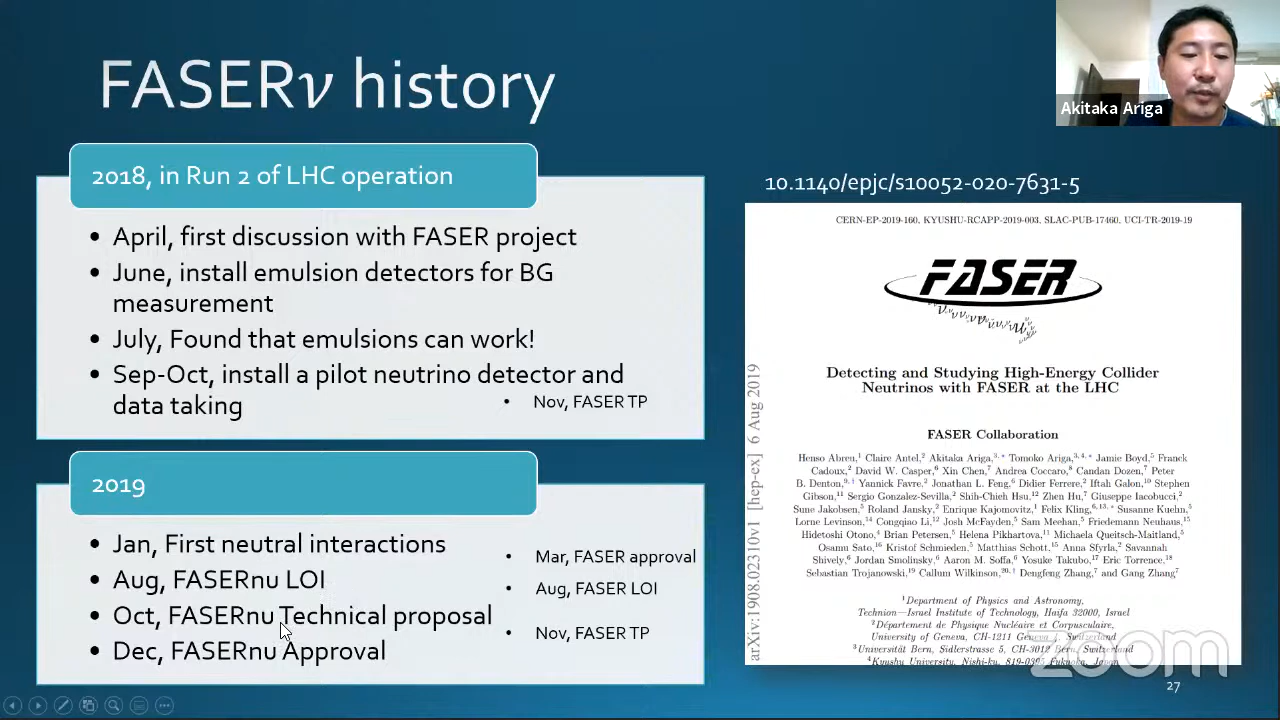 FASERν history
Akitaka Ariga
2018, in Run 2 of LHC operation
• April, first discussion with FASER project
• June, install emulsion detectors for BG
measurement
• July, Found that emulsions can work!
• Sep-Oct, install a pilot neutrino detector and
data taking
• Nov, FASER TP
2019
• Jan, First neutral interactions
• Aug, FASERnu LOI
• Oct, FASERnu Technical proposal
• Dec, FASERnu Approval
• Mar, FASER approval
• Aug, FASER LOI
• Nov, FASER TP
10.1140/epjc/s10052-020-7631-5
CERN-EP-2019-160, KYUSHU-RCAPP-2019-003, SLAC-PUB-17460, UCI-TR-2019-19
FASER
Detecting and Studying High-Energy Collider
Neutrinos with FASER at the LHC
FASER Collaboration
Henso Abreu,¹ Claire Antel,² Akitaka Ariga,³,* Tomoko Ariga,³,⁴,* Jamie Boyd,⁵ Franck
Cadoux,² David W. Casper,⁶ Xin Chen,⁷ Andrea Coccaro,⁸ Candan Dozen,⁷ Peter
B. Denton,⁹,† Yannick Favre,² Jonathan L. Feng,⁶ Didier Ferrere,² Iftah Galon,¹⁰ Stephen
Gibson,¹¹ Sergio Gonzalez-Sevilla,² Shih-Chieh Hsu,¹² Zhen Hu,⁷ Giuseppe Iacobucci,²
Sune Jakobsen,⁵ Roland Jansky,² Enrique Kajomovitz,¹ Felix Kling,⁶,¹³,* Susanne Kuehn,⁵
Lorne Levinson,¹⁴ Congqiao Li,¹² Josh McFayden,⁵ Sam Meehan,⁵ Friedemann Neuhaus,¹⁵
Hidetoshi Otono,⁴ Brian Petersen,⁵ Helena Pikhartova,¹¹ Michaela Queitsch-Maitland,⁵
Osamu Sato,¹⁶ Kristof Schmieden,⁵ Matthias Schott,¹⁵ Anna Sfyrla,² Savannah
Shively,⁶ Jordan Smolinsky,⁶ Aaron M. Soffa,⁶ Yosuke Takubo,¹⁷ Eric Torrence,¹⁸
Sebastian Trojanowski,¹⁹ Callum Wilkinson,²⁰,† Dengfeng Zhang,⁷ and Gang Zhang⁷
¹Department of Physics and Astronomy,
Technion—Israel Institute of Technology, Haifa 32000, Israel
²Département de Physique Nucléaire et Corpusculaire,
University of Geneva, CH-1211 Geneva 4, Switzerland
³Universität Bern, Sidlerstrasse 5, CH-3012 Bern, Switzerland
⁴Kyushu University, Nishi-ku, 819-0395 Fukuoka, Japan
arXiv:1908.02310v1 [hep-ex] 6 Aug 2019
zoom
27